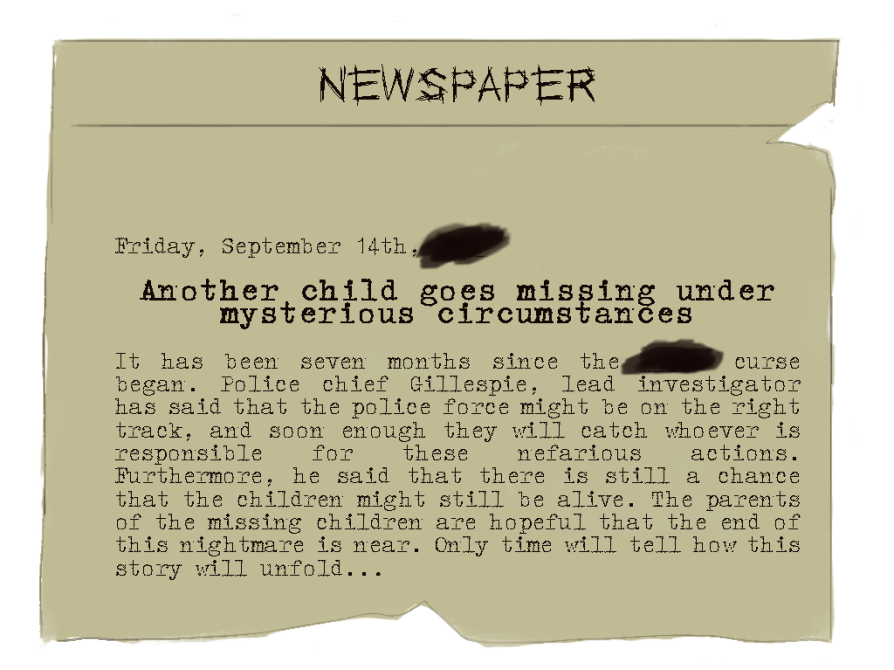 NEWSPAPER
Friday, September 14th,
Another child goes missing under
mysterious circumstances
It has been seven months since the curse
began. Police chief Gillespie, lead investigator
has said that the police force might be on the right
track, and soon enough they will catch whoever is
responsible for these nefarious actions.
Furthermore, he said that there is still a chance
that the children might still be alive. The parents
of the missing children are hopeful that the end of
this nightmare is near. Only time will tell how this
story will unfold...